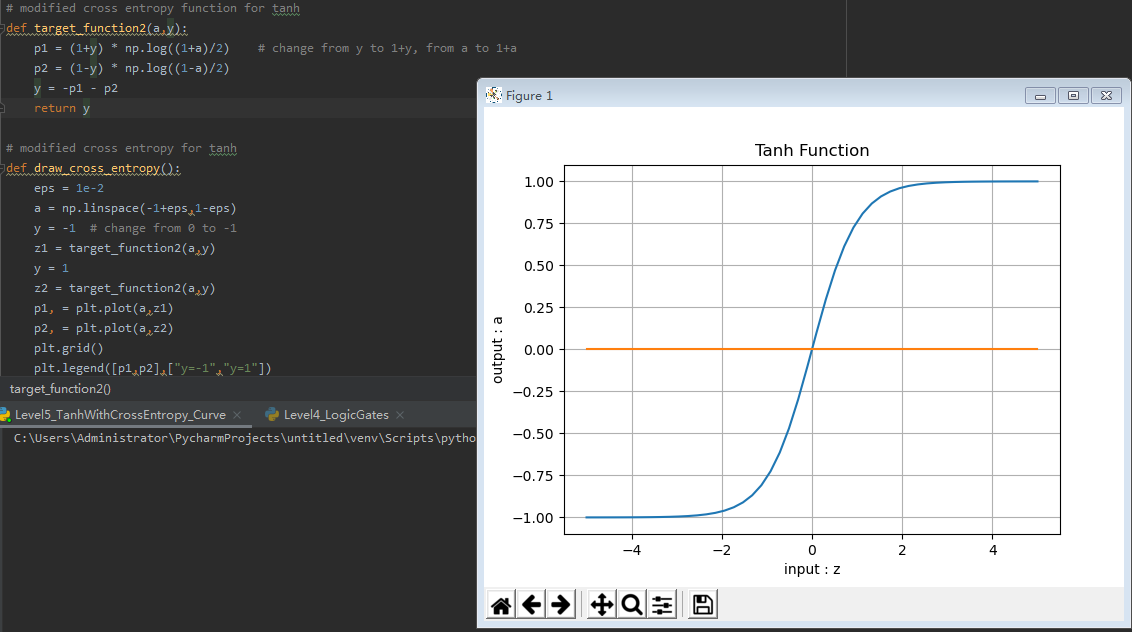 # modified cross entropy function for tanh
def target_function2(a,y):
p1 = (1+y) * np.log((1+a)/2)    # change from y to 1+y, from a to 1+a
p2 = (1-y) * np.log((1-a)/2)
y = -p1 - p2
return y
# modified cross entropy for tanh
def draw_cross_entropy():
eps = 1e-2
a = np.linspace(-1+eps,1-eps)
y = -1  # change from 0 to -1
z1 = target_function2(a,y)
y = 1
z2 = target_function2(a,y)
p1, = plt.plot(a,z1)
p2, = plt.plot(a,z2)
plt.grid()
plt.legend([p1,p2],["y=-1","y=1"])
target_function2()
Level5_TanhWithCrossEntropy_Curve
Level4_LogicGates
C:\Users\Administrator\PycharmProjects\untitled\venv\Scripts\pytho
Figure 1
Tanh Function
1.00
0.75
0.50
0.25
0.00
−0.25
−0.50
−0.75
−1.00
output : a
−4
−2
0
2
4
input : z